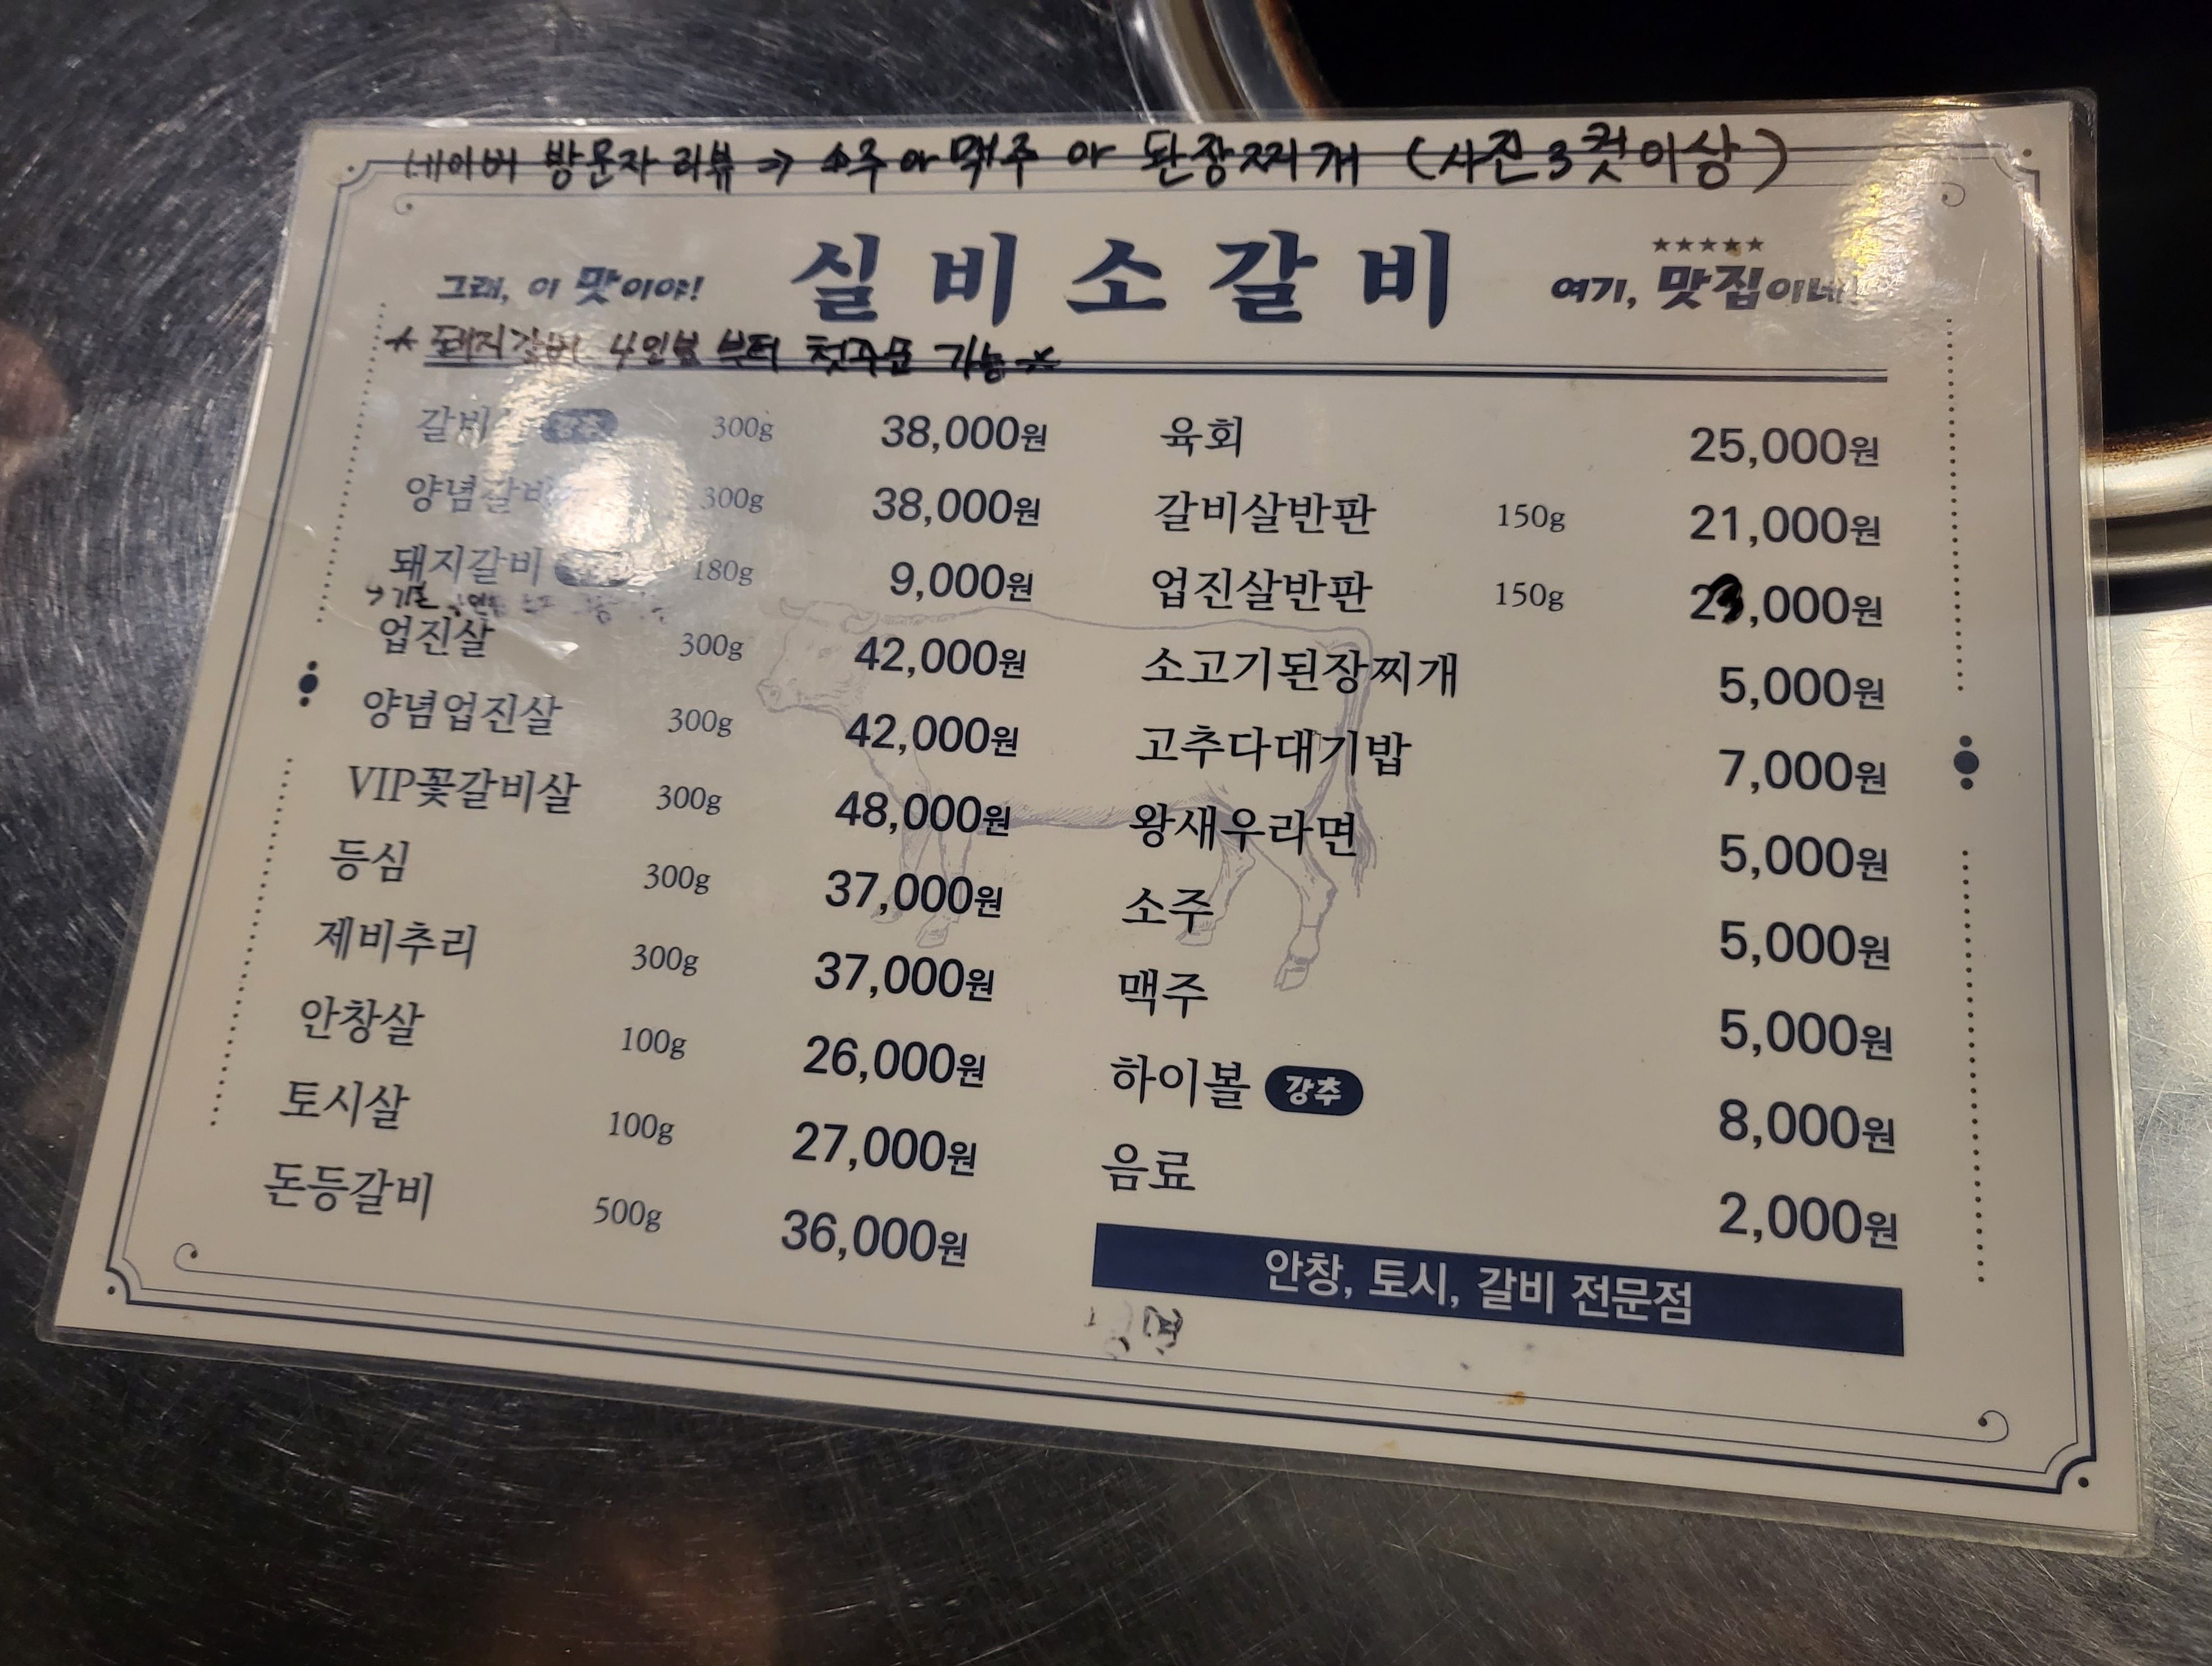 네이버 방문자 리뷰 → 소주 or 맥주 or 된장찌개 (사진3컷이상)
★★★★★
그래, 이 맛이야! 실비소갈비 여기, 맛집이네
* 돼지갈비 4인분 부터 첫주문 가능 *
갈비 300g 38,000원
양념갈비 300g 38,000원
돼지갈비 180g 9,000원
업진살 300g 42,000원
양념업진살 300g 42,000원
VIP꽃갈비살 300g 48,000원
등심 300g 37,000원
제비추리 300g 37,000원
안창살 100g 26,000원
토시살 100g 27,000원
돈등갈비 500g 36,000원
육회 25,000원
갈비살반판 150g 21,000원
업진살반판 150g 23,000원
소고기된장찌개 5,000원
고추다대기밥 7,000원
왕새우라면 5,000원
소주 5,000원
맥주 5,000원
하이볼 강추 8,000원
음료 2,000원
안창, 토시, 갈비 전문점